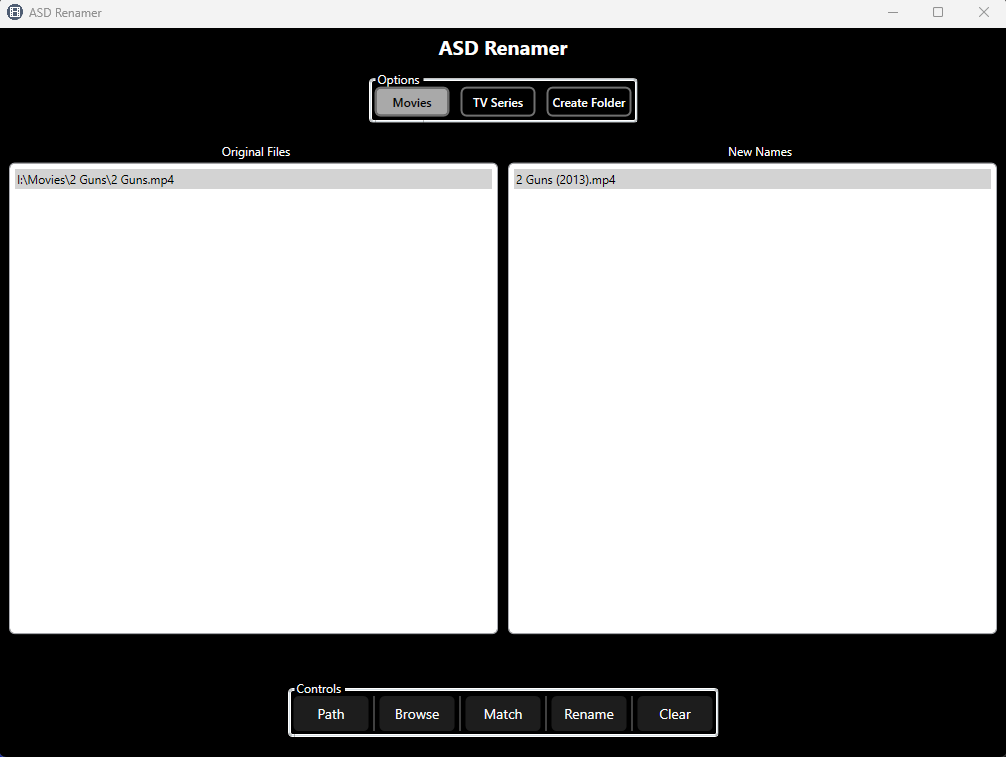 ASD Renamer
ASD Renamer
Options
Movies TV Series Create Folder
Original Files New Names
I:\Movies\2 Guns\2 Guns.mp4 2 Guns (2013).mp4
Controls
Path Browse Match Rename Clear